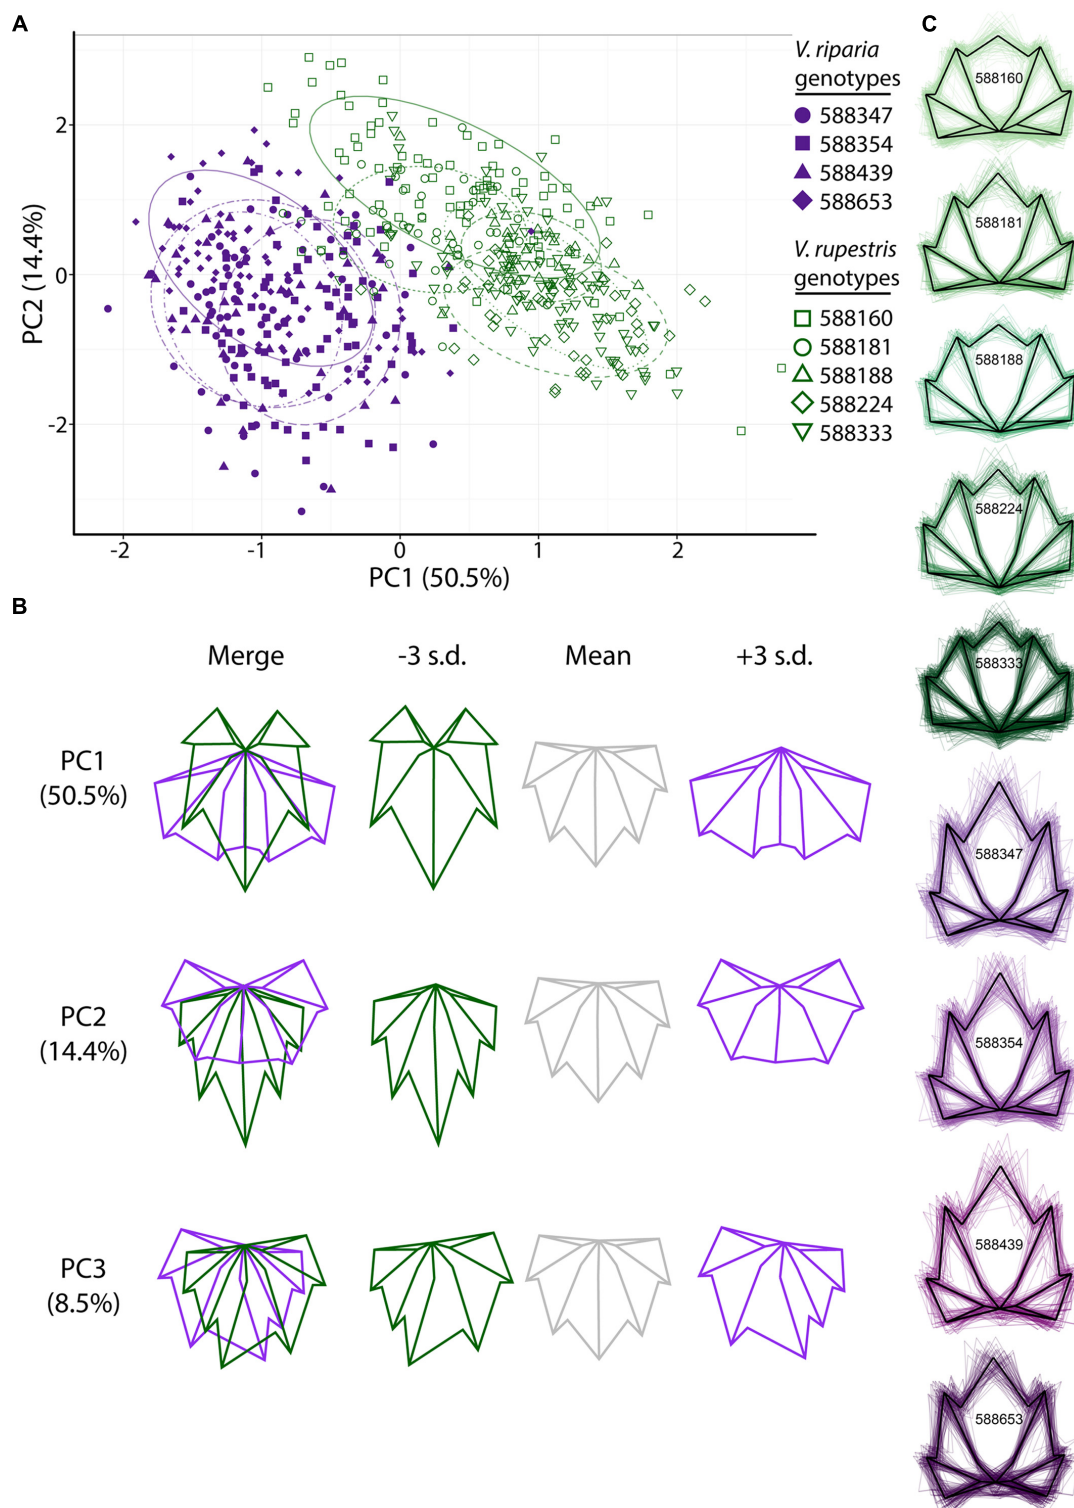 A
C
V. riparia
genotypes
588347
588354
588439
588653
V. rupestris
genotypes
588160
588181
588188
588224
588333
PC2 (14.4%)
2
0
-2
-2
-1
0
1
2
PC1 (50.5%)
B
Merge
-3 s.d.
Mean
+3 s.d.
PC1
(50.5%)
PC2
(14.4%)
PC3
(8.5%)
588160
588181
588188
588224
588333
588347
588354
588439
588653